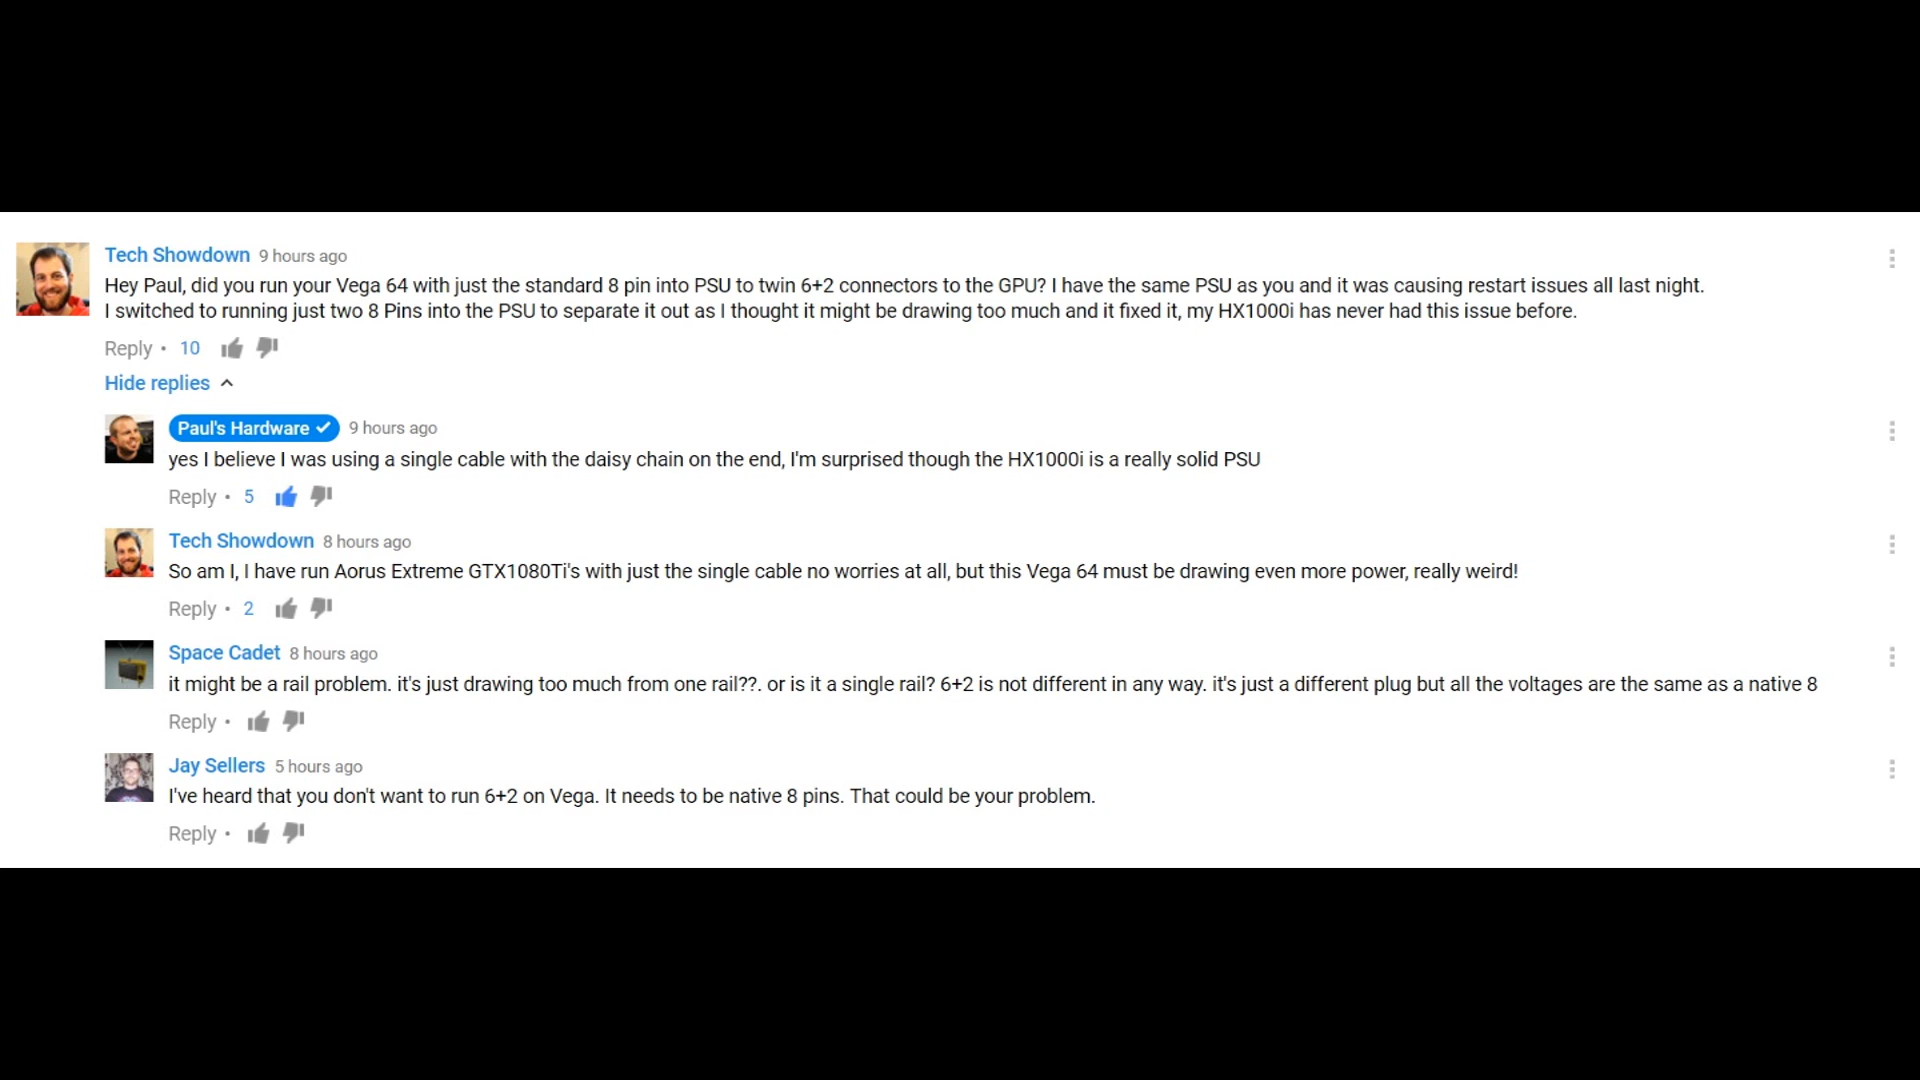 Tech Showdown 9 hours ago
Hey Paul, did you run your Vega 64 with just the standard 8 pin into PSU to twin 6+2 connectors to the GPU? I have the same PSU as you and it was causing restart issues all last night.
I switched to running just two 8 Pins into the PSU to separate it out as I thought it might be drawing too much and it fixed it, my HX1000i has never had this issue before.
Reply • 10
Hide replies
Paul's Hardware 9 hours ago
yes I believe I was using a single cable with the daisy chain on the end, I'm surprised though the HX1000i is a really solid PSU
Reply • 5
Tech Showdown 8 hours ago
So am I, I have run Aorus Extreme GTX1080Ti's with just the single cable no worries at all, but this Vega 64 must be drawing even more power, really weird!
Reply • 2
Space Cadet 8 hours ago
it might be a rail problem. it's just drawing too much from one rail??. or is it a single rail? 6+2 is not different in any way. it's just a different plug but all the voltages are the same as a native 8
Reply •
Jay Sellers 5 hours ago
I've heard that you don't want to run 6+2 on Vega. It needs to be native 8 pins. That could be your problem.
Reply •